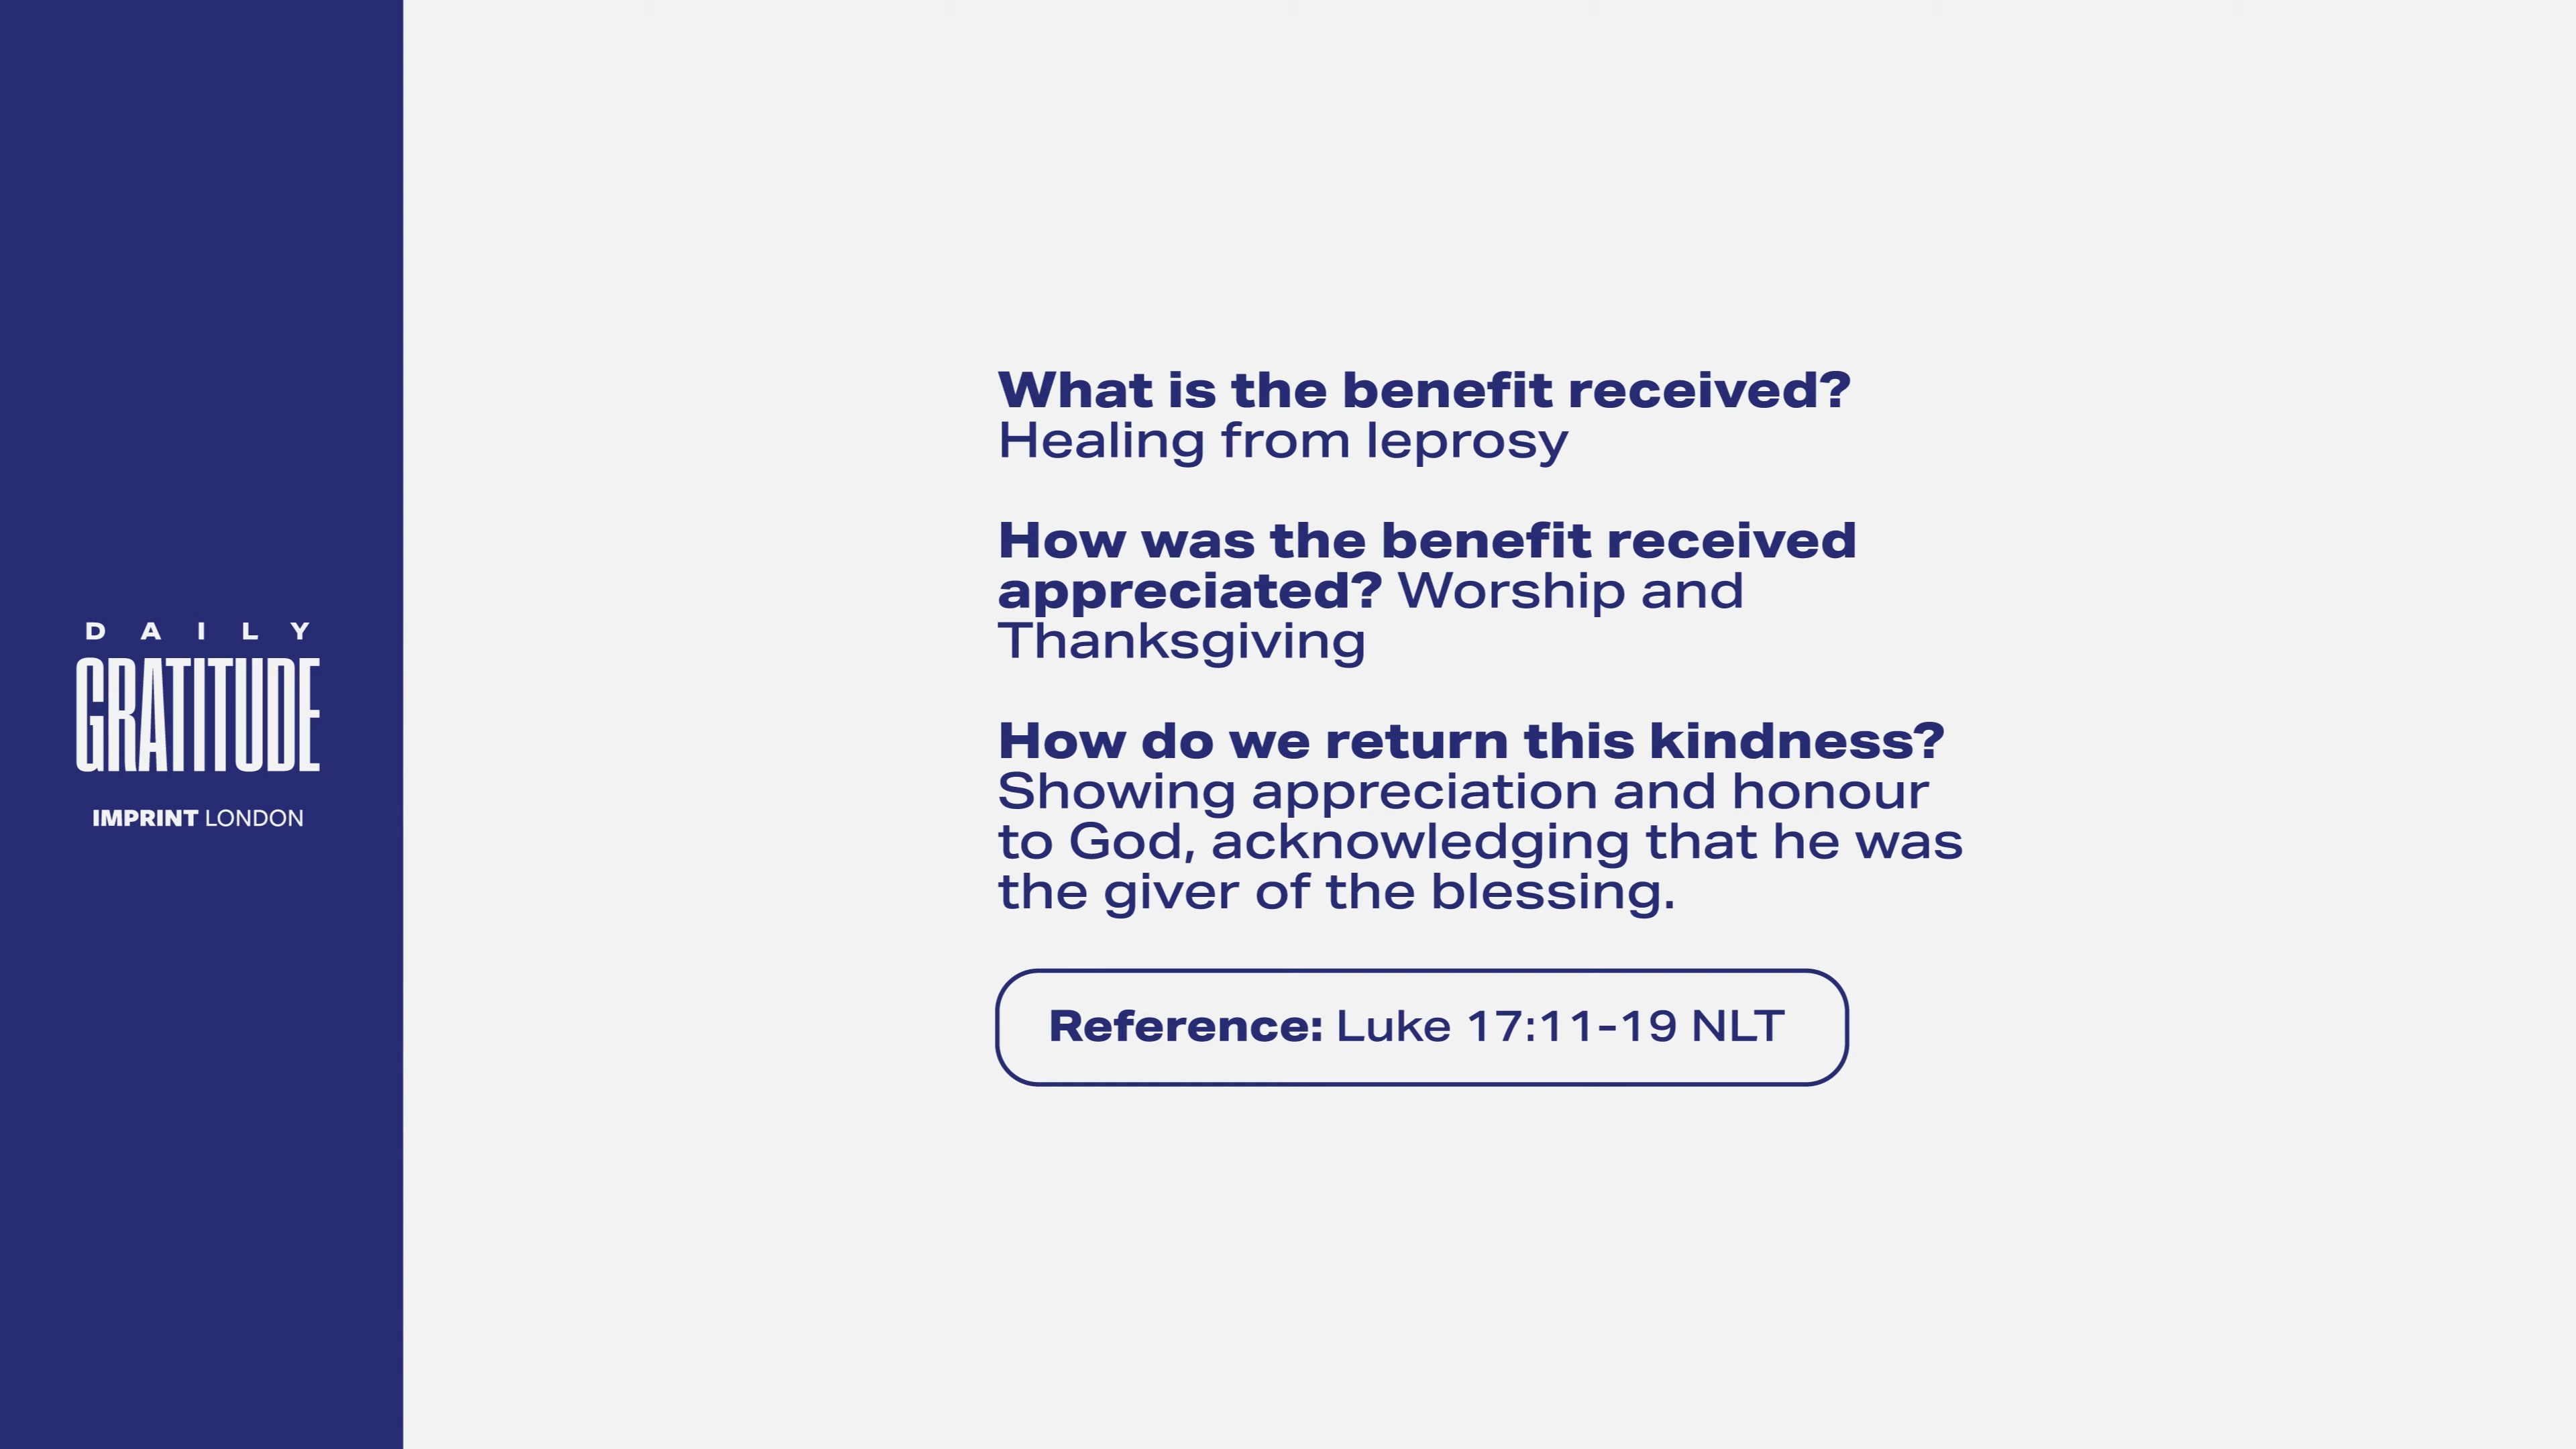 DAILY
GRATITUDE
IMPRINT LONDON
What is the benefit received?
Healing from leprosy
How was the benefit received
appreciated? Worship and
Thanksgiving
How do we return this kindness?
Showing appreciation and honour
to God, acknowledging that he was
the giver of the blessing.
Reference: Luke 17:11-19 NLT